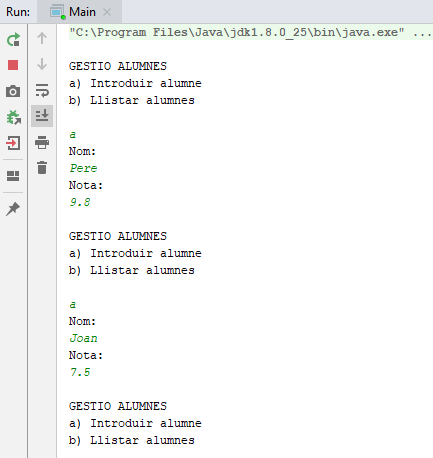 Run: Main
"C:\Program Files\Java\jdk1.8.0_25\bin\java.exe" ...
GESTIO ALUMNES
a) Introduir alumne
b) Llistar alumnes
a
Nom:
Pere
Nota:
9.8
GESTIO ALUMNES
a) Introduir alumne
b) Llistar alumnes
a
Nom:
Joan
Nota:
7.5
GESTIO ALUMNES
a) Introduir alumne
b) Llistar alumnes